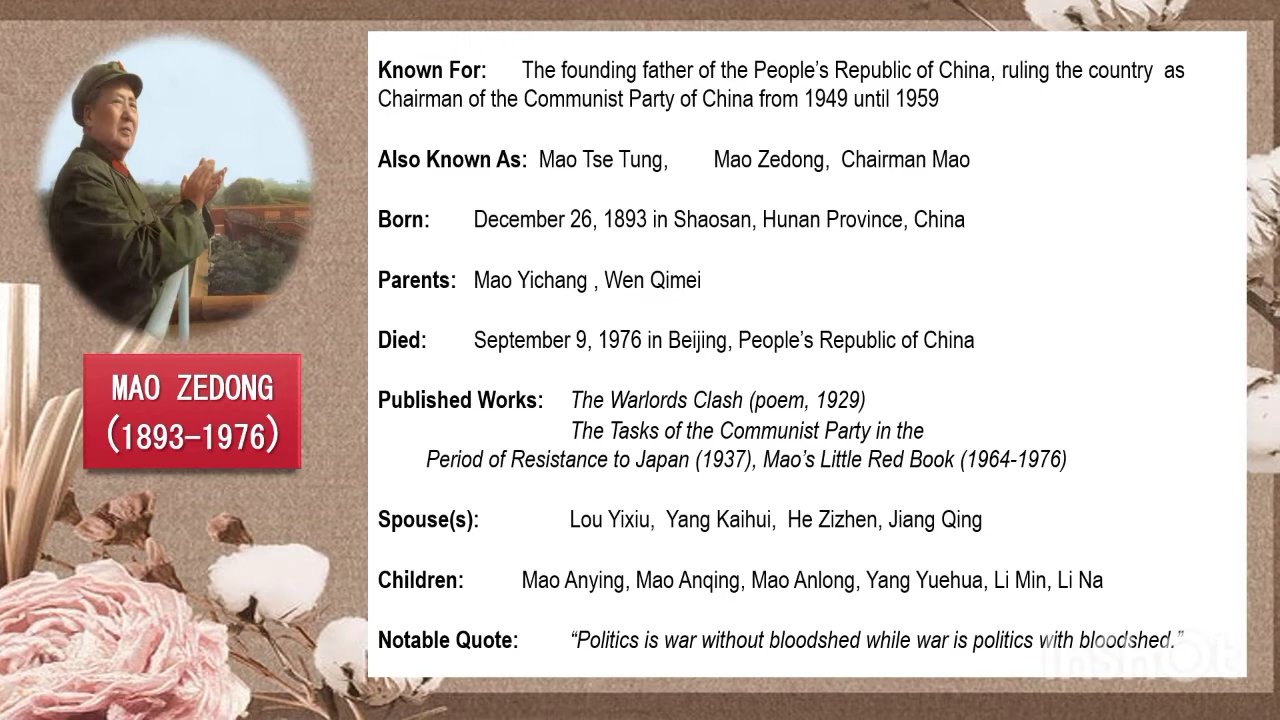 Known For: The founding father of the People’s Republic of China, ruling the country as
Chairman of the Communist Party of China from 1949 until 1959
Also Known As: Mao Tse Tung, Mao Zedong, Chairman Mao
Born: December 26, 1893 in Shaosan, Hunan Province, China
Parents: Mao Yichang , Wen Qimei
Died: September 9, 1976 in Beijing, People’s Republic of China
MAO ZEDONG
(1893-1976)
Published Works: The Warlords Clash (poem, 1929)
The Tasks of the Communist Party in the
Period of Resistance to Japan (1937), Mao’s Little Red Book (1964-1976)
Spouse(s): Lou Yixiu, Yang Kaihui, He Zizhen, Jiang Qing
Children: Mao Anying, Mao Anqing, Mao Anlong, Yang Yuehua, Li Min, Li Na
Notable Quote: “Politics is war without bloodshed while war is politics with bloodshed.”